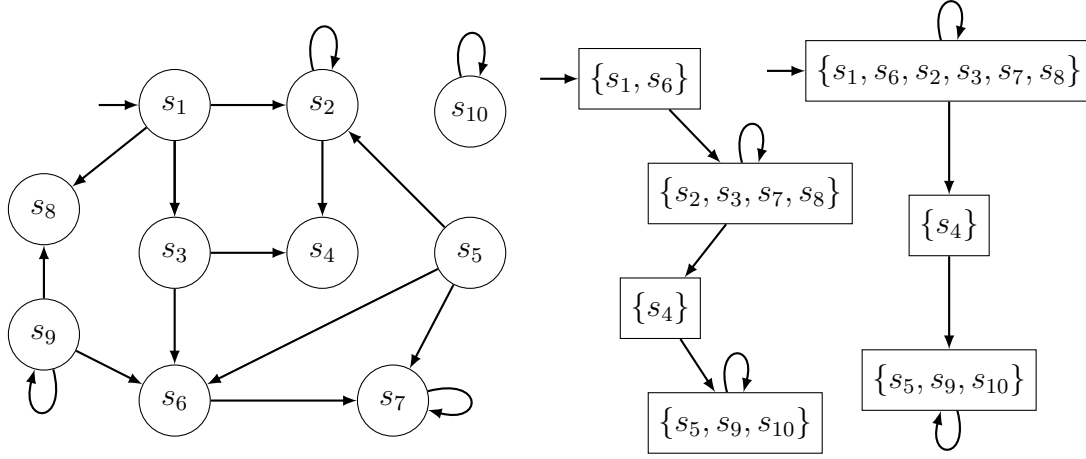 s1
s2
s10
s8
s3
s4
s5
s9
s6
s7
{s1, s6}
{s2, s3, s7, s8}
{s4}
{s5, s9, s10}
{s1, s6, s2, s3, s7, s8}
{s4}
{s5, s9, s10}